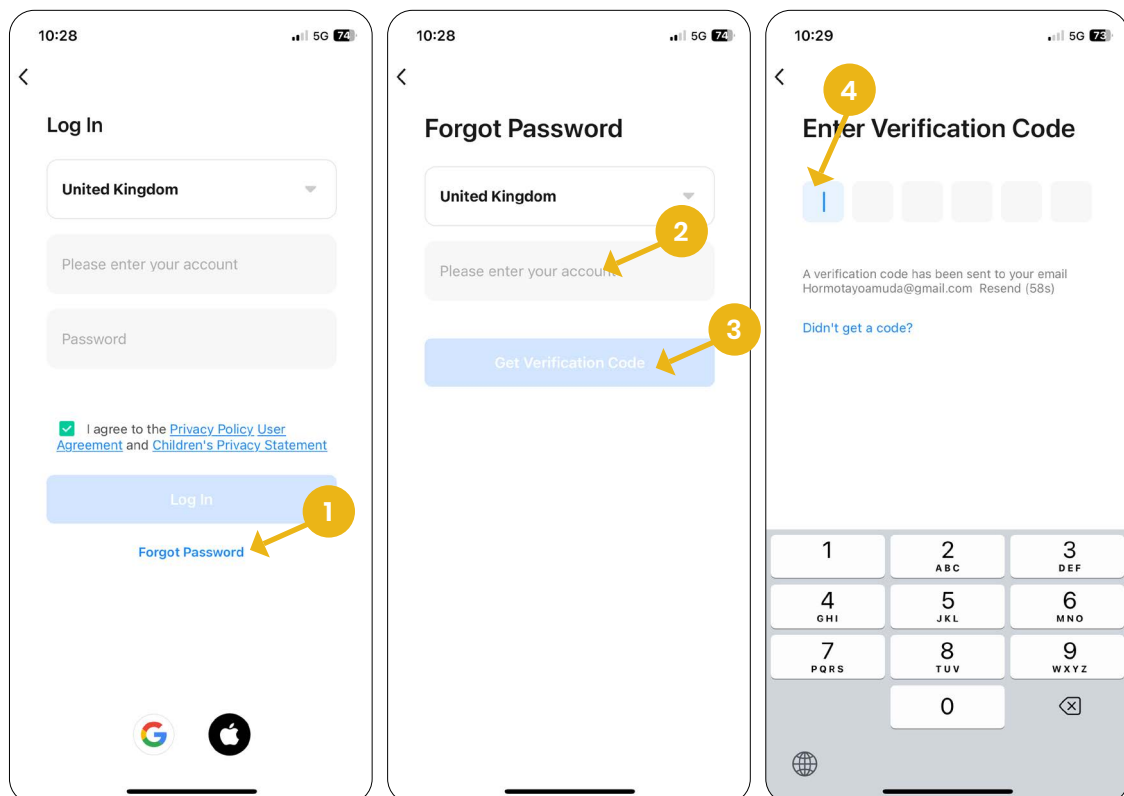 10:28
5G 74
Log In
United Kingdom
Please enter your account
Password
I agree to the Privacy Policy User
Agreement and Children's Privacy Statement
Log In
1
Forgot Password
10:28
5G 74
Forgot Password
United Kingdom
2
Please enter your account
3
Get Verification Code
10:29
5G 73
4
Enter Verification Code
A verification code has been sent to your email
Hormotayoamuda@gmail.com Resend (58s)
Didn't get a code?
1 2 3
ABC DEF
4 5 6
GHI JKL MNO
7 8 9
PQRS TUV WXYZ
0